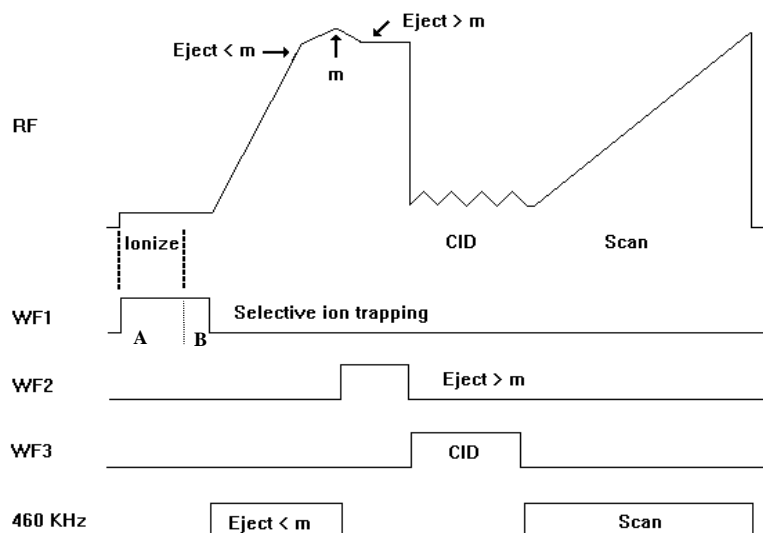 Eject > m
Eject < m
m
RF
Ionize
CID
Scan
WF1
Selective ion trapping
A
B
WF2
Eject > m
WF3
CID
460 KHz
Eject < m
Scan